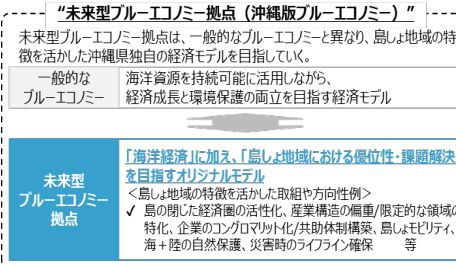 “未来型ブルーエコノミー拠点（沖縄版ブルーエコノミー）”
未来型ブルーエコノミー拠点は、一般的なブルーエコノミーと異なり、島しょ地域の特
徴を活かした沖縄県独自の経済モデルを目指していく。
一般的な
ブルーエコノミー
海洋資源を持続可能に活用しながら、
経済成長と環境保護の両立を目指す経済モデル
未来型
ブルーエコノミー
拠点
「海洋経済」に加え、「島しょ地域における優位性・課題解決
を目指すオリジナルモデル
＜島しょ地域の特徴を活かした取組や方向性例＞
✓ 島の閉じた経済圏の活性化、産業構造の偏重/限定的な領域の
特化、企業のコングロマリット化/共助体制構築、島しょモビリティ、
海＋陸の自然保護、災害時のライフライン確保　等